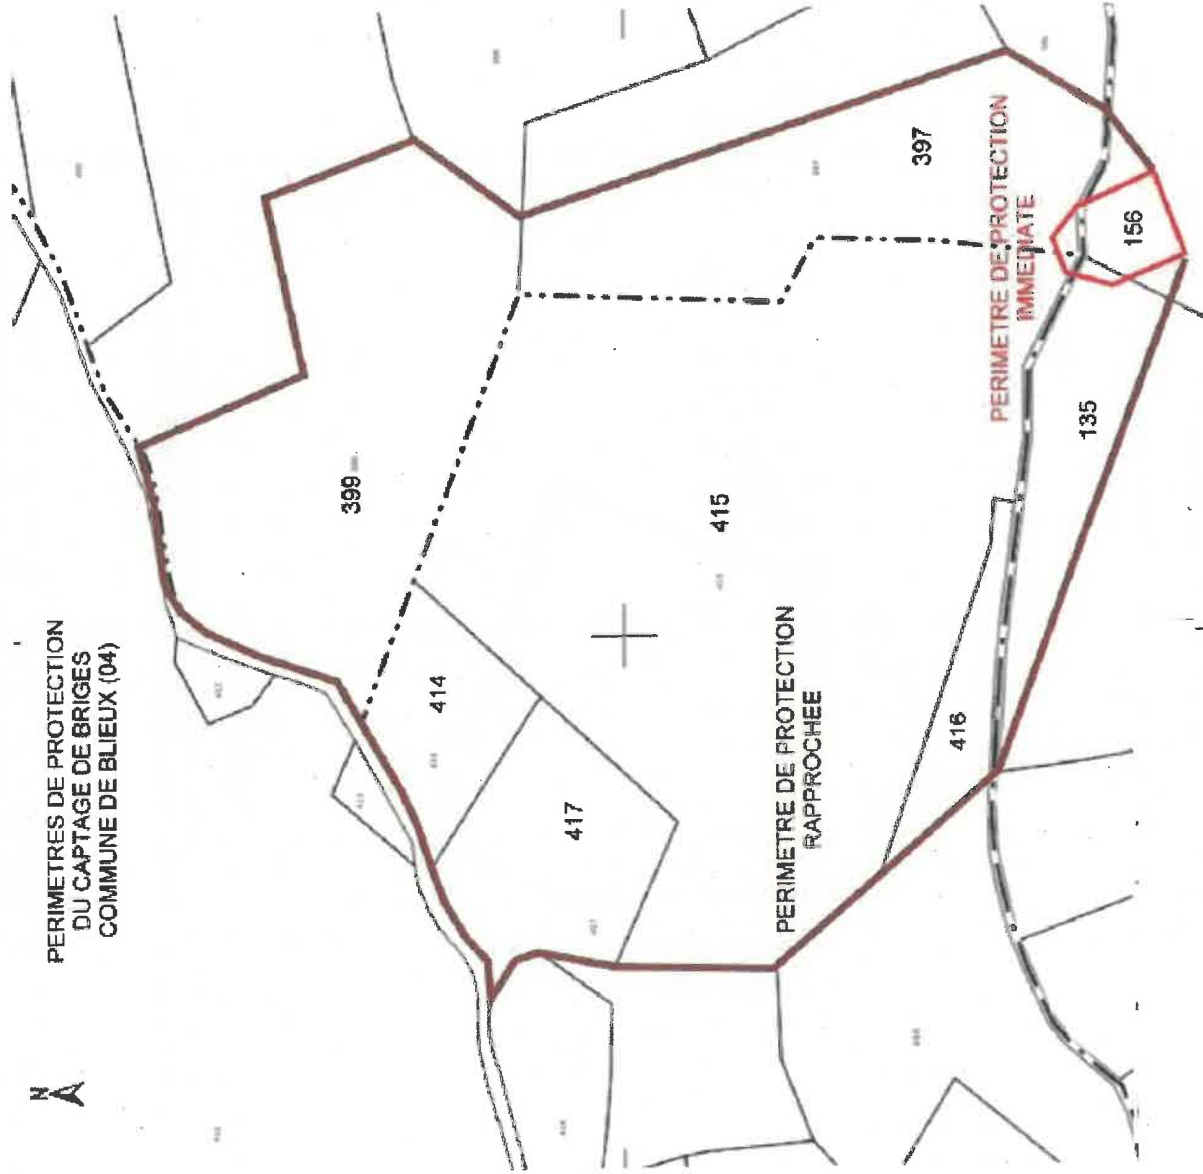 N
PERIMETRES DE PROTECTION
DU CAPTAGE DE BRIGES
COMMUNE DE BLIEUX (04)
399
414
417
415
397
PERIMETRE DE PROTECTION
IMMEDIATE
156
135
416
PERIMETRE DE PROTECTION
RAPPROCHEE